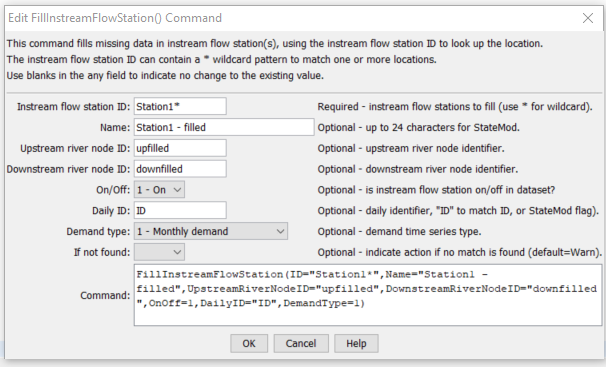 Edit FillInstreamFlowStation() Command
This command fills missing data in instream flow station(s), using the instream flow station ID to look up the location.
The instream flow station ID can contain a * wildcard pattern to match one or more locations.
Use blanks in the any field to indicate no change to the existing value.
Instream flow station ID: Station1* Required - instream flow stations to fill (use * for wildcard).
Name: Station1 - filled Optional - up to 24 characters for StateMod.
Upstream river node ID: upfilled Optional - upstream river node identifier.
Downstream river node ID: downfilled Optional - downstream river node identifier.
On/Off: 1 - On Optional - is instream flow station on/off in dataset?
Daily ID: ID Optional - daily identifier, "ID" to match ID, or StateMod flag).
Demand type: 1 - Monthly demand Optional - demand time series type.
If not found: Optional - indicate action if no match is found (default=Warn).
Command: FillInstreamFlowStation(ID="Station1*",Name="Station1 -
filled",UpstreamRiverNodeID="upfilled",DownstreamRiverNodeID="downfilled
",OnOff=1,DailyID="ID",DemandType=1)
OK Cancel Help